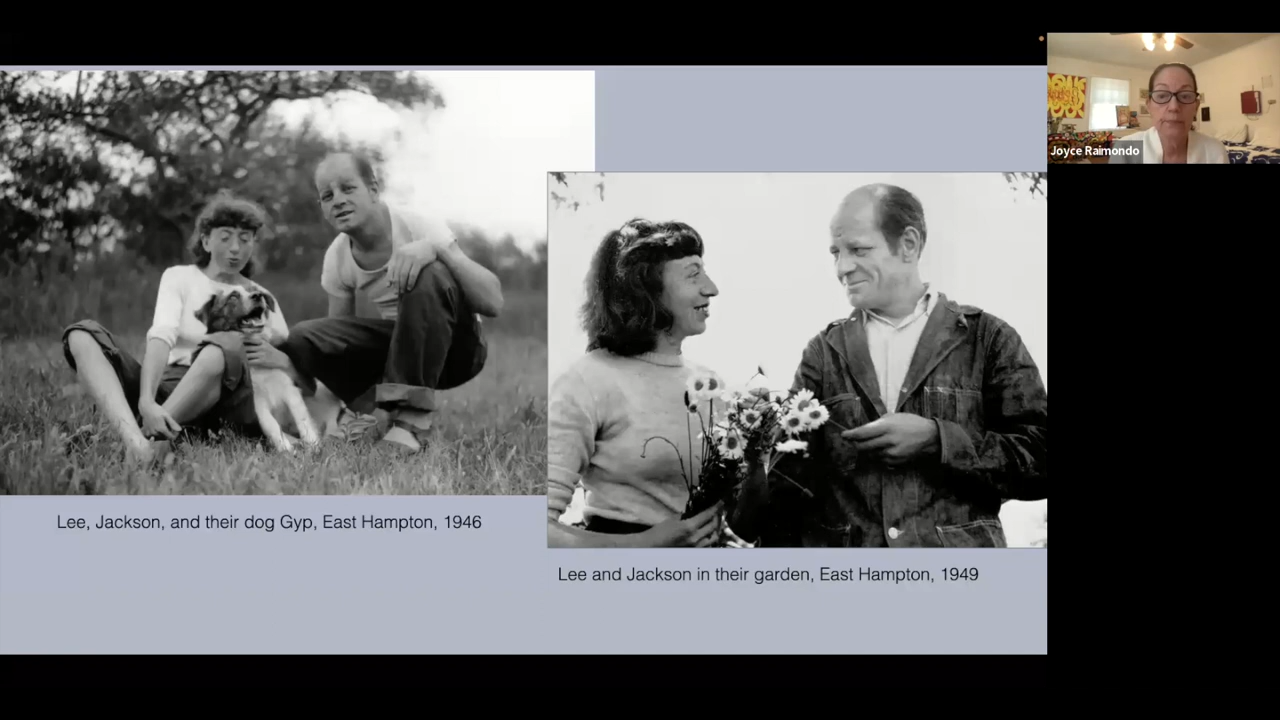 Joyce Raimondo
Lee, Jackson, and their dog Gyp, East Hampton, 1946
Lee and Jackson in their garden, East Hampton, 1949